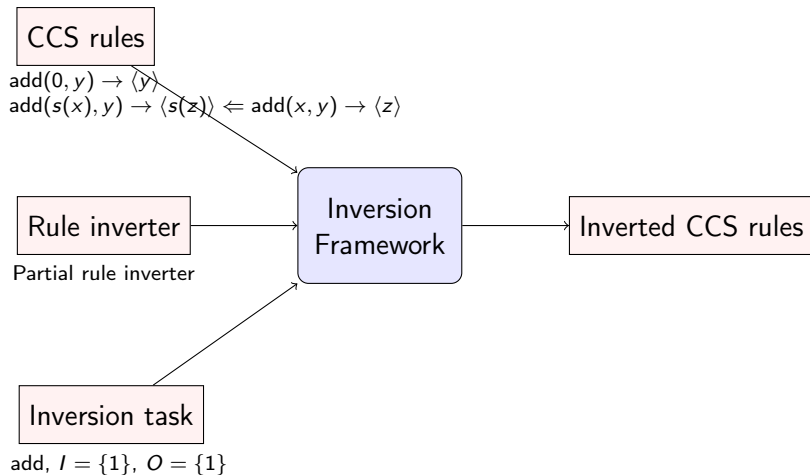 CCS rules
add(0, y) → ⟨y⟩
add(s(x), y) → ⟨s(z)⟩ ⇐ add(x, y) → ⟨z⟩
Rule inverter
Partial rule inverter
Inversion
Framework
Inverted CCS rules
Inversion task
add, I = {1}, O = {1}